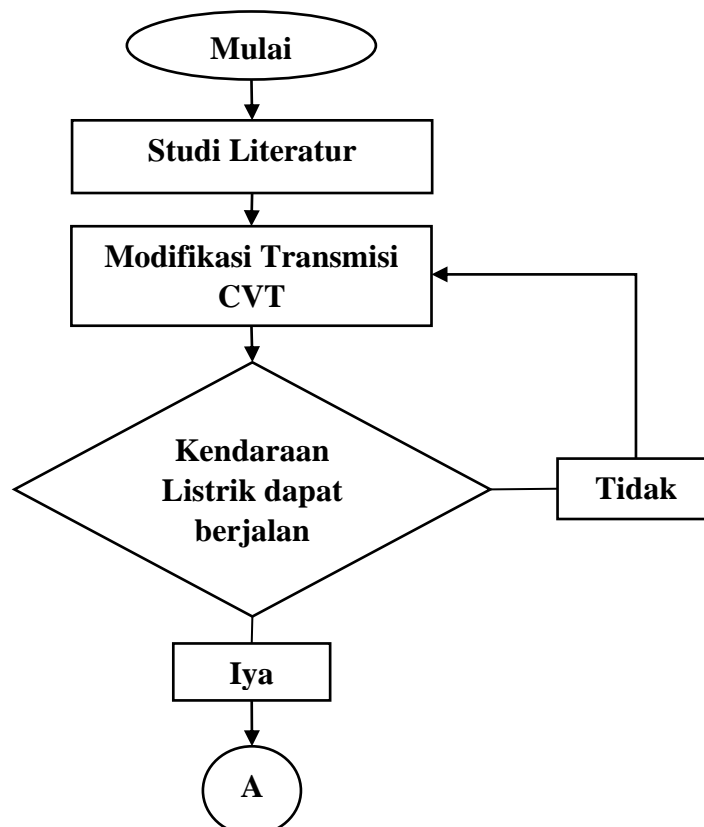 Mulai
Studi Literatur
Modifikasi Transmisi
CVT
Kendaraan
Listrik dapat
berjalan
Tidak
Iya
A